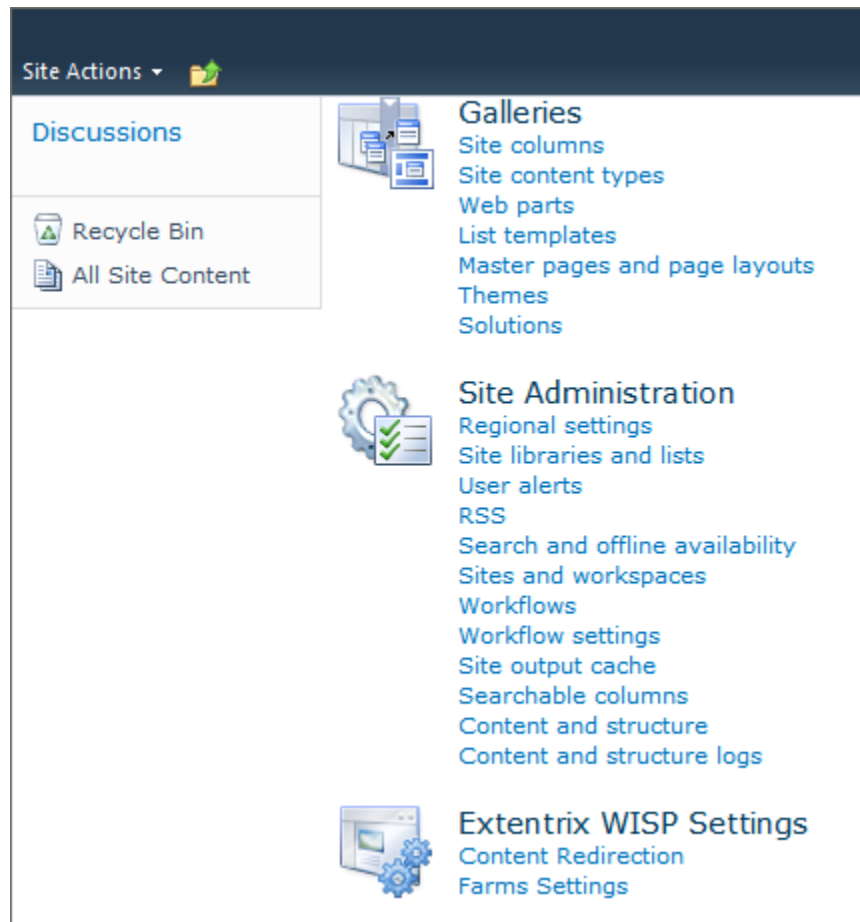 Site Actions
Discussions
Recycle Bin
All Site Content
Galleries
Site columns
Site content types
Web parts
List templates
Master pages and page layouts
Themes
Solutions
Site Administration
Regional settings
Site libraries and lists
User alerts
RSS
Search and offline availability
Sites and workspaces
Workflows
Workflow settings
Site output cache
Searchable columns
Content and structure
Content and structure logs
Extentrix WISP Settings
Content Redirection
Farms Settings